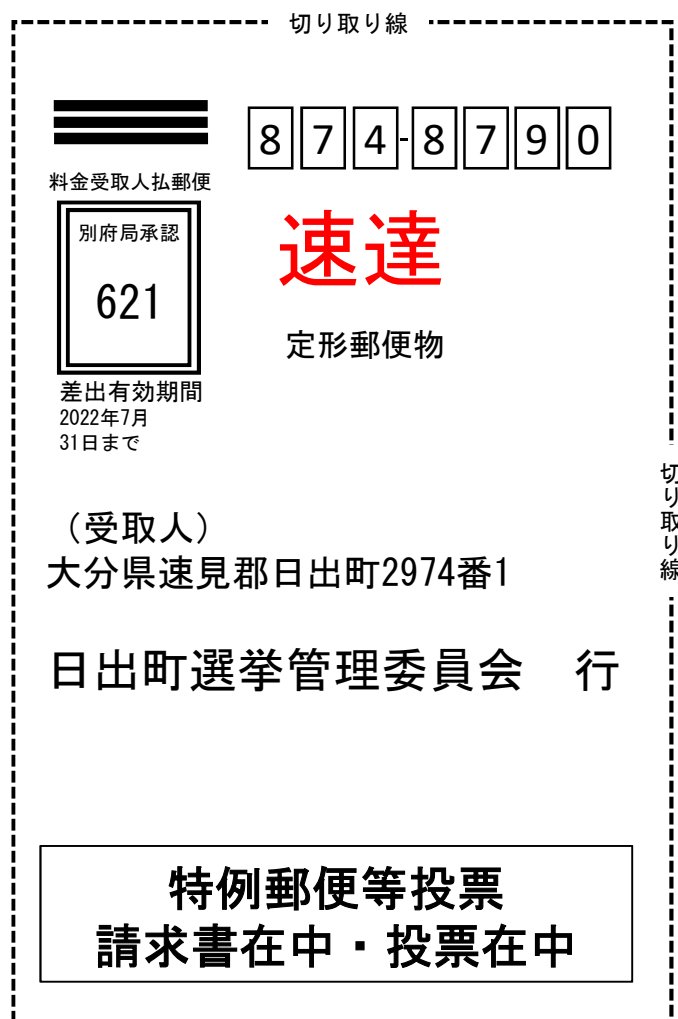 切り取り線
874-8790
料金受取人払郵便
別府局承認
621
速達
定形郵便物
差出有効期間
2022年7月
31日まで
切り取り線
（受取人）
大分県速見郡日出町2974番1
日出町選挙管理委員会　行
特例郵便等投票
請求書在中・投票在中